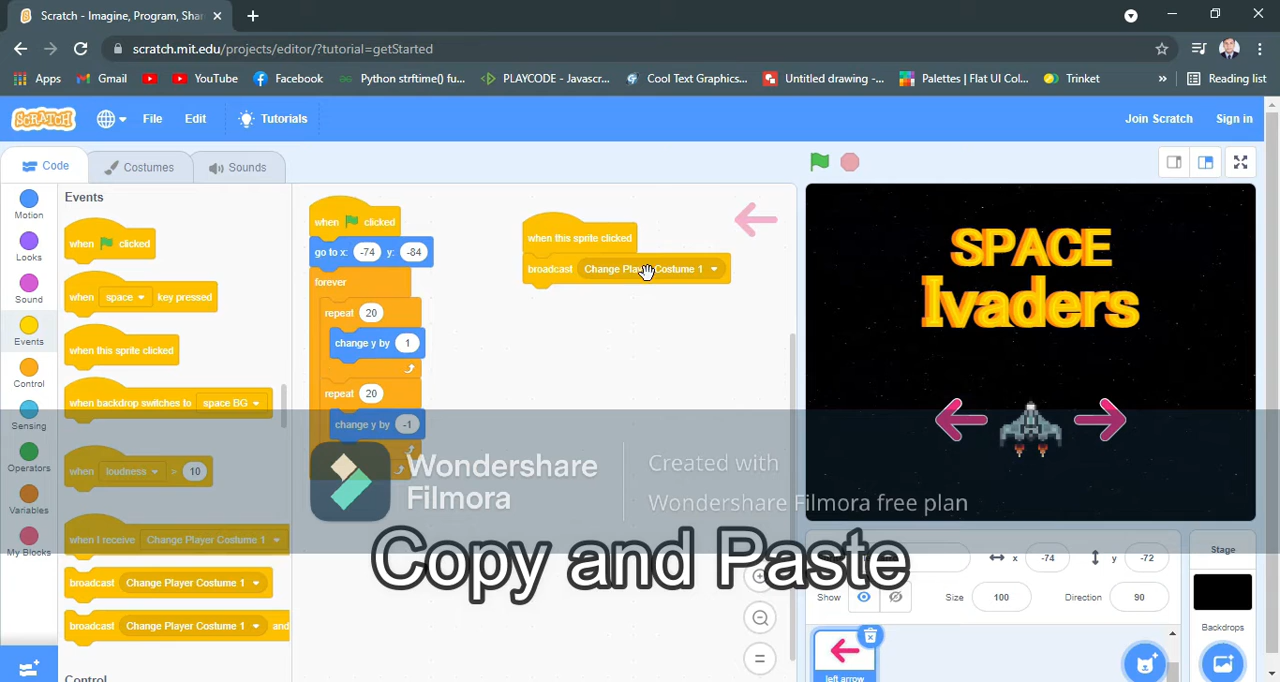 Scratch - Imagine, Program, Sha
scratch.mit.edu/projects/editor/?tutorial=getStarted
Apps Gmail YouTube Facebook Python strftime() fu... PLAYCODE - Javascr... Cool Text Graphics... Untitled drawing -... Palettes | Flat UI Col... Trinket » Reading list
SCRATCH File Edit Tutorials Join Scratch Sign in
Code Costumes Sounds
Motion
Looks
Sound
Events
Control
Sensing
Operators
Variables
My Blocks
Events
when clicked
when space key pressed
when this sprite clicked
when backdrop switches to space BG
when loudness > 10
when I receive Change Player Costume 1
broadcast Change Player Costume 1
broadcast Change Player Costume 1 and
Control
when clicked
go to x: -74 y: -84
forever
repeat 20
change y by 1
repeat 20
change y by -1
when this sprite clicked
broadcast Change Player Costume 1
SPACE
Ivaders
Wondershare
Filmora
Created with
Wondershare Filmora free plan
Copy and Paste
x -74 y -72
Show Size 100 Direction 90
left arrow
Stage
Backdrops